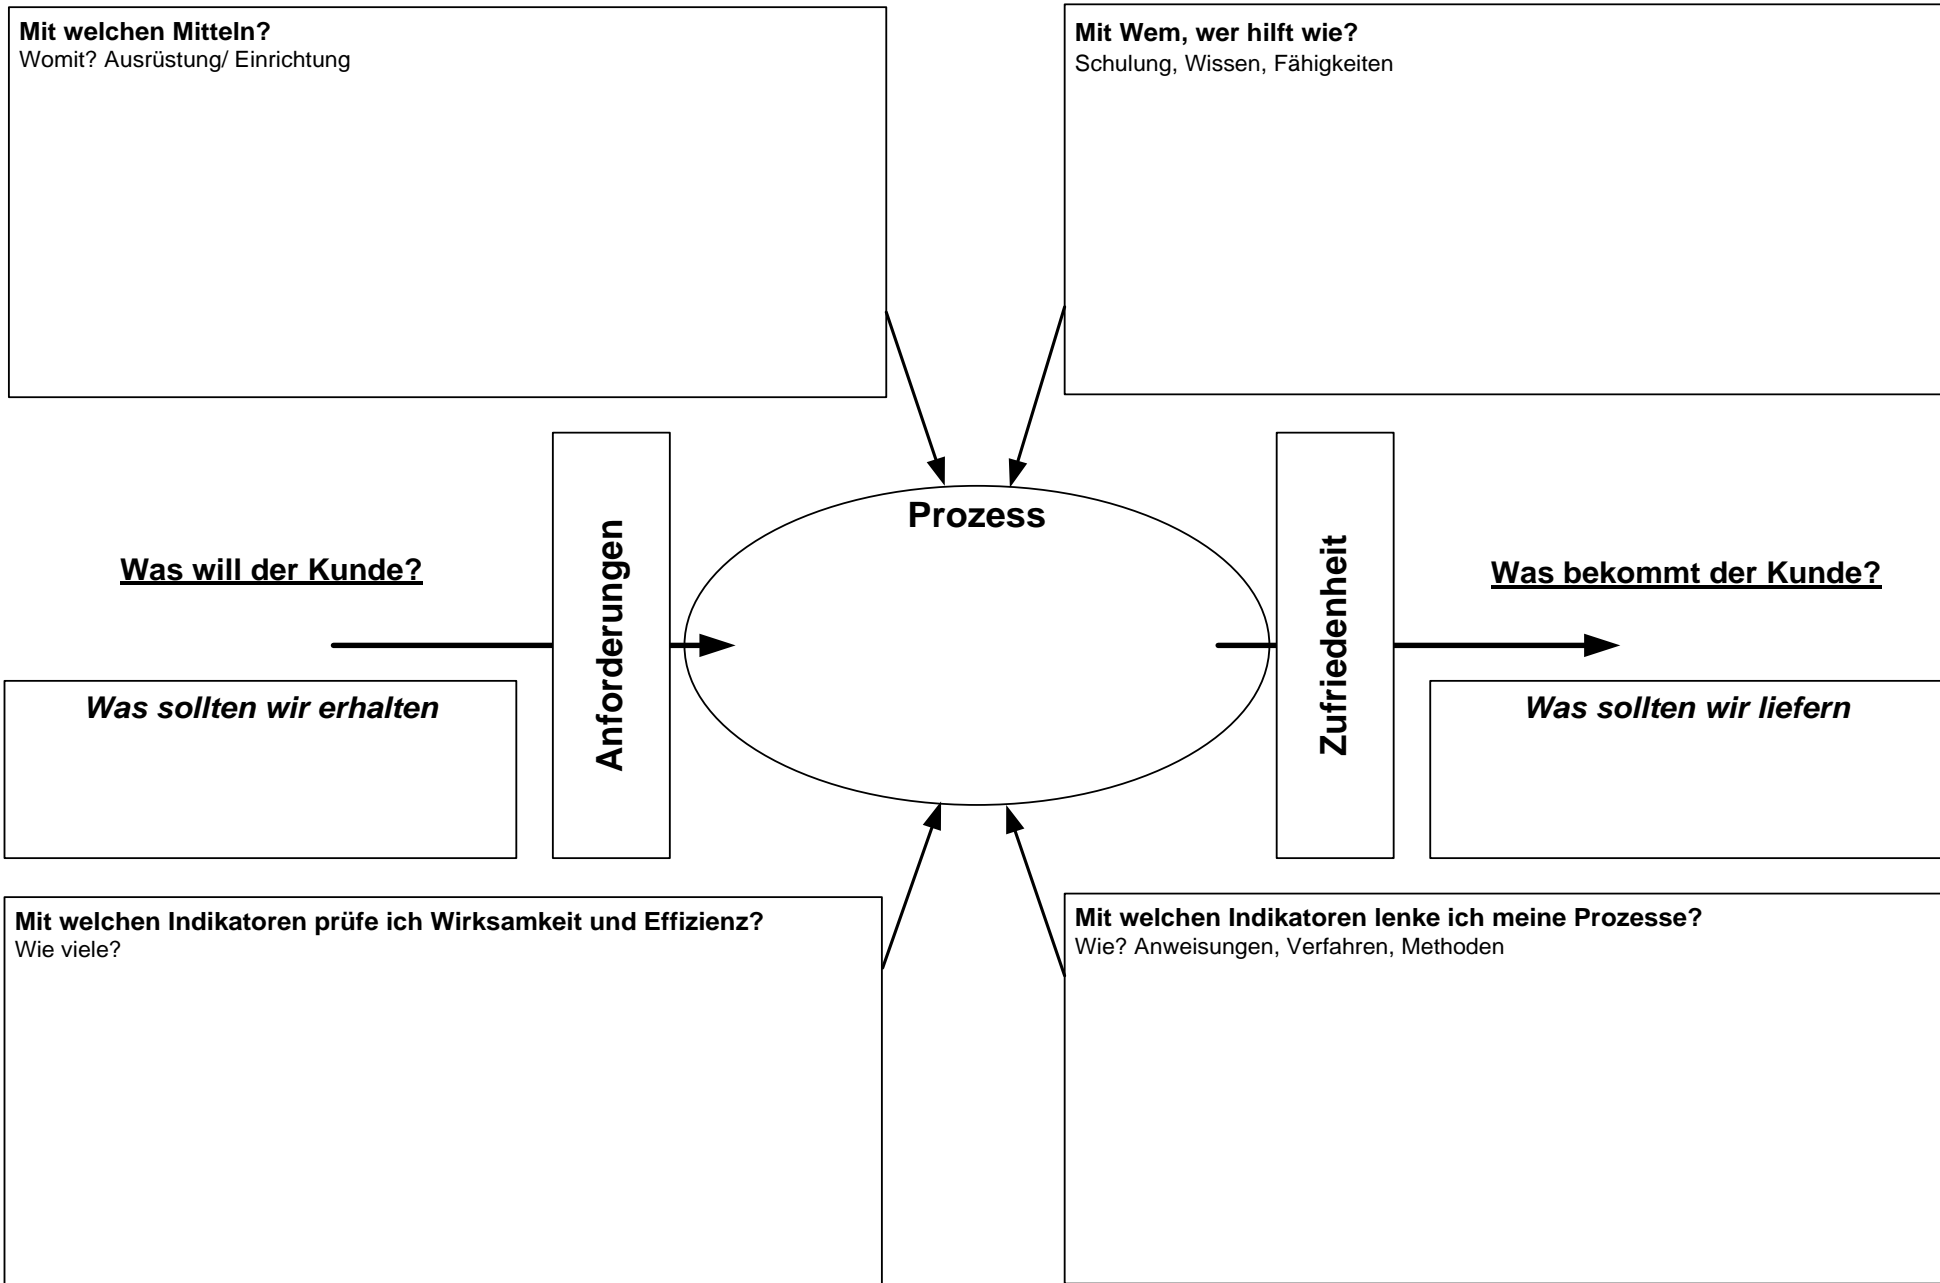 Mit welchen Mitteln?
Womit? Ausrüstung/ Einrichtung
Mit Wem, wer hilft wie?
Schulung, Wissen, Fähigkeiten
Was will der Kunde?
Anforderungen
Prozess
Zufriedenheit
Was bekommt der Kunde?
Was sollten wir erhalten
Was sollten wir liefern
Mit welchen Indikatoren prüfe ich Wirksamkeit und Effizienz?
Wie viele?
Mit welchen Indikatoren lenke ich meine Prozesse?
Wie? Anweisungen, Verfahren, Methoden